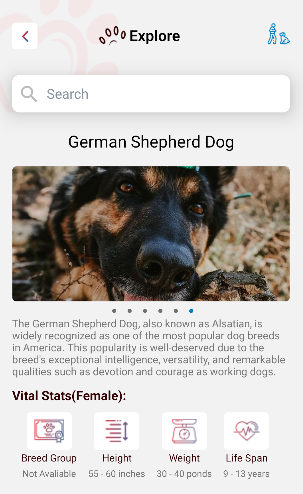 Explore
Search
German Shepherd Dog
The German Shepherd Dog, also known as Alsatian, is
widely recognized as one of the most popular dog breeds
in America. This popularity is well-deserved due to the
breed's exceptional intelligence, versatility, and remarkable
qualities such as devotion and courage as working dogs.
Vital Stats(Female):
Breed Group Height Weight Life Span
Not Avaliable 55 - 60 inches 30 - 40 ponds 9 - 13 years